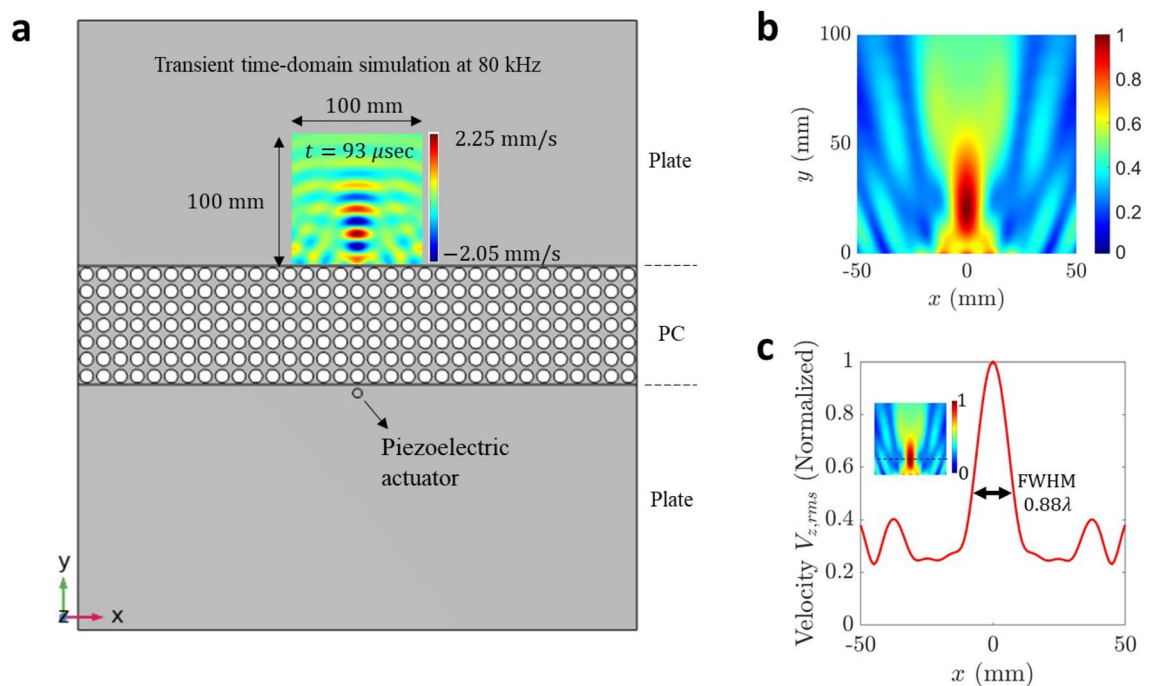 a
Transient time-domain simulation at 80 kHz
100 mm
t = 93 μsec
2.25 mm/s
100 mm
−2.05 mm/s
Plate
PC
Piezoelectric
actuator
Plate
y
z
x
b
100
50
0
y (mm)
-50
0
50
x (mm)
1
0.8
0.6
0.4
0.2
0
c
Velocity V_{z,rms} (Normalized)
1
0.8
0.6
0.4
0.2
0
1
0
FWHM
0.88λ
-50
0
50
x (mm)